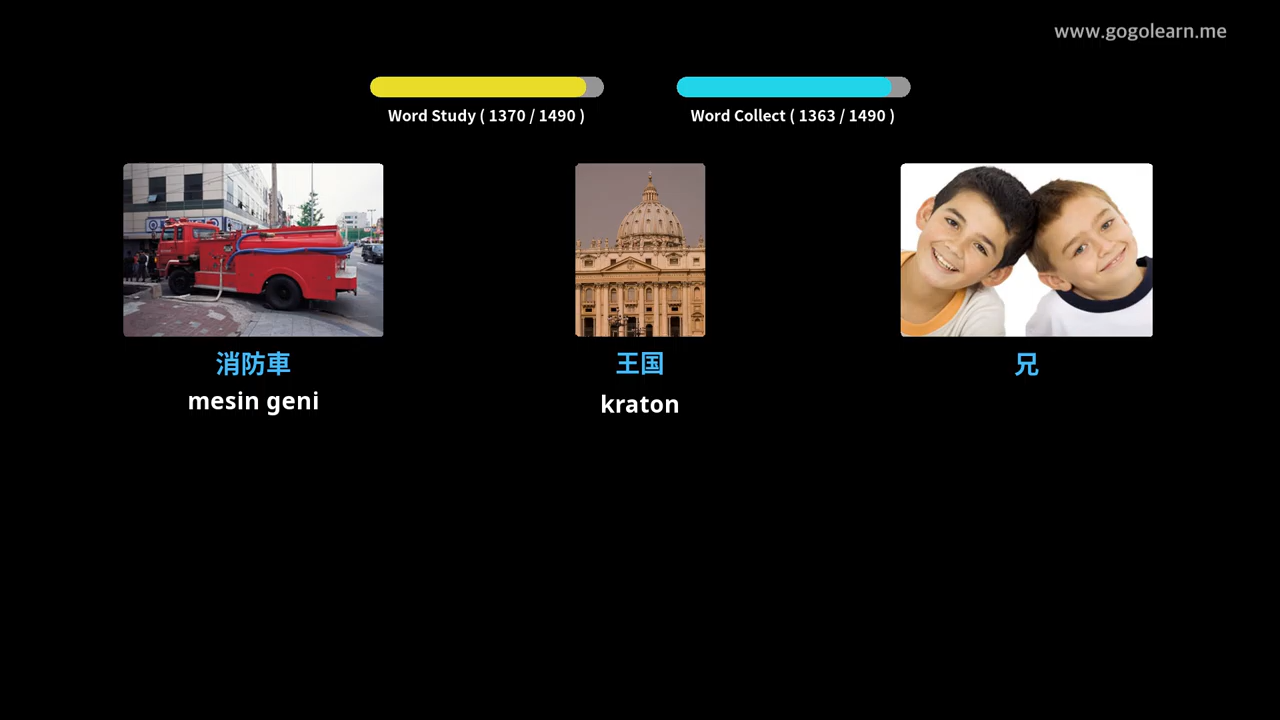 www.gogolearn.me
Word Study ( 1370 / 1490 )
Word Collect ( 1363 / 1490 )
消防車
王国
兄
mesin geni
kraton